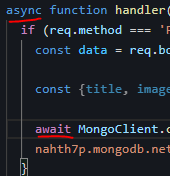 async function handler(
if (req.method === '
const data = req.bo
const {title, image
await MongoClient.c
nahth7p.mongodb.net
}